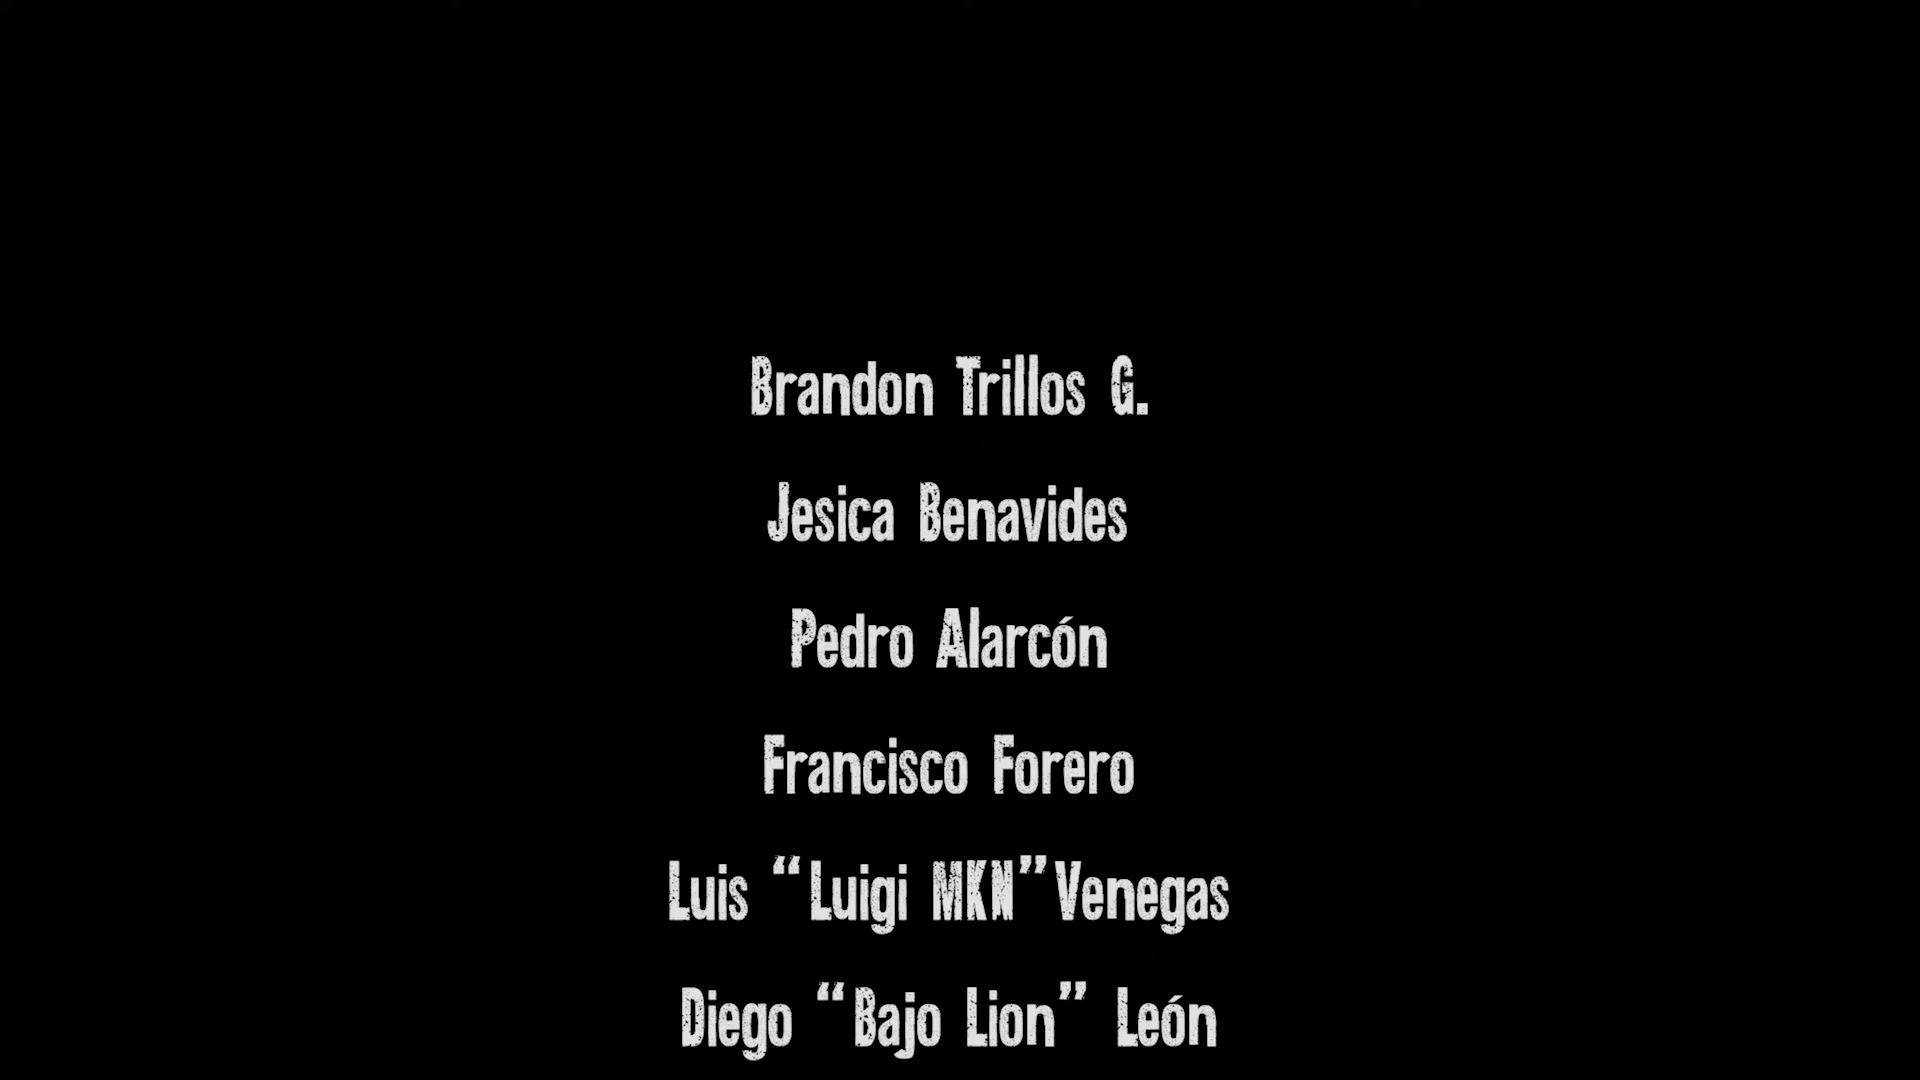 Brandon Trillos G.
Jesica Benavides
Pedro Alarcón
Francisco Forero
Luis “Luigi MKN”Venegas
Diego “Bajo Lion” León